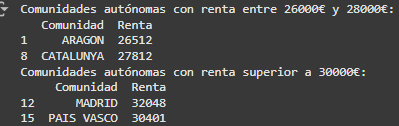 Comunidades autónomas con renta entre 26000€ y 28000€:
Comunidad Renta
1 ARAGON 26512
8 CATALUNYA 27812
Comunidades autónomas con renta superior a 30000€:
Comunidad Renta
12 MADRID 32048
15 PAIS VASCO 30401